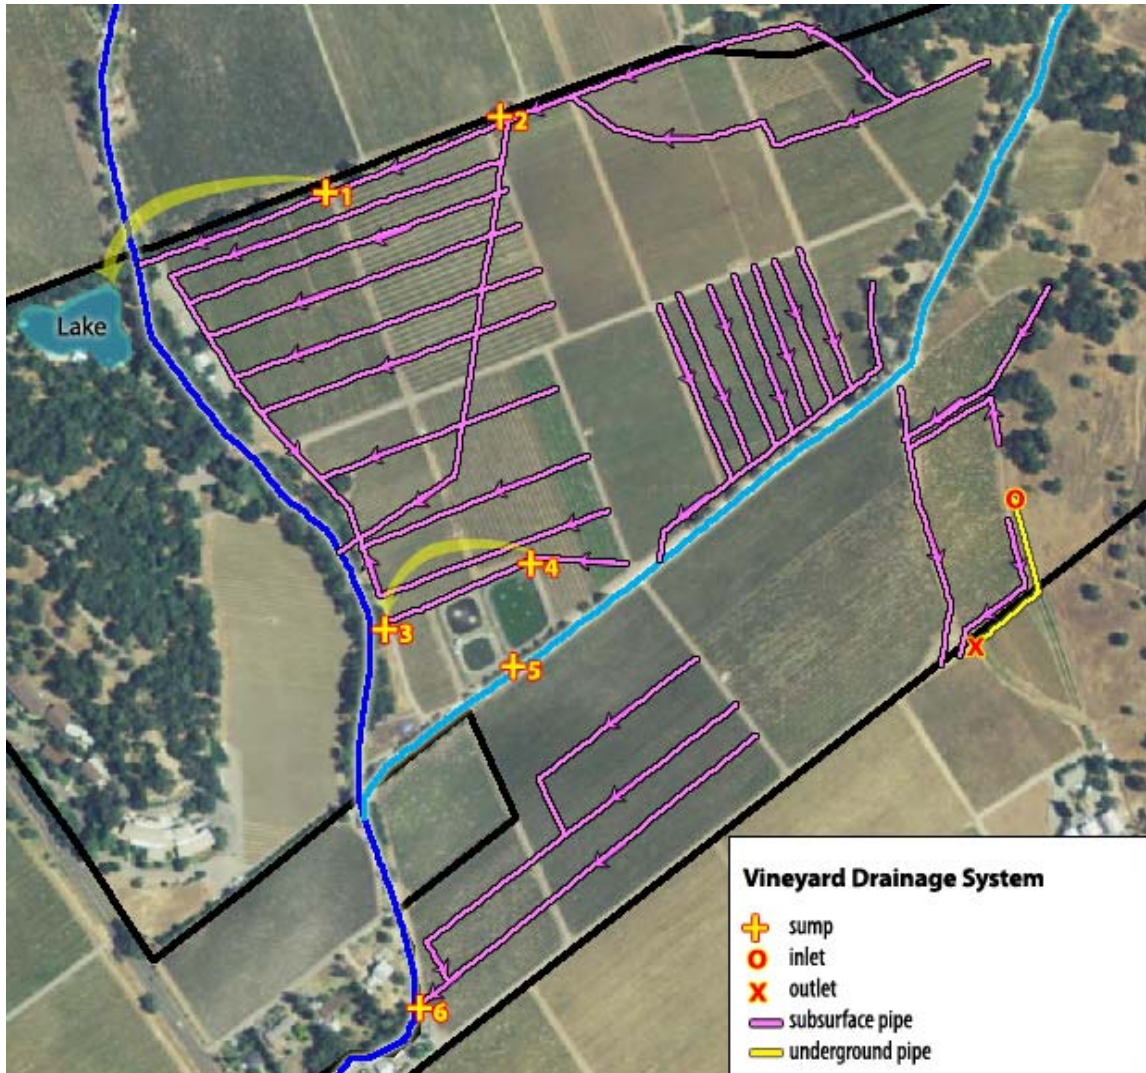 2
1
Lake
O
4
3
X
5
Vineyard Drainage System
sump
O inlet
X outlet
subsurface pipe
underground pipe
6